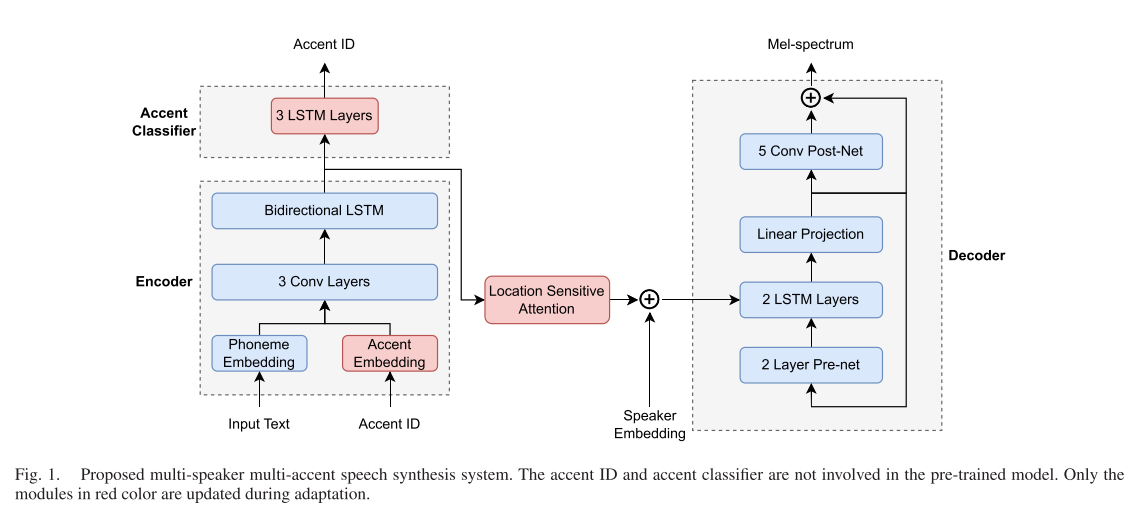 Accent ID
Mel-spectrum
Accent
Classifier
3 LSTM Layers
5 Conv Post-Net
Bidirectional LSTM
Linear Projection
Decoder
Encoder
3 Conv Layers
Location Sensitive
Attention
2 LSTM Layers
Phoneme
Embedding
Accent
Embedding
2 Layer Pre-net
Input Text
Accent ID
Speaker
Embedding
Fig. 1. Proposed multi-speaker multi-accent speech synthesis system. The accent ID and accent classifier are not involved in the pre-trained model. Only the
modules in red color are updated during adaptation.